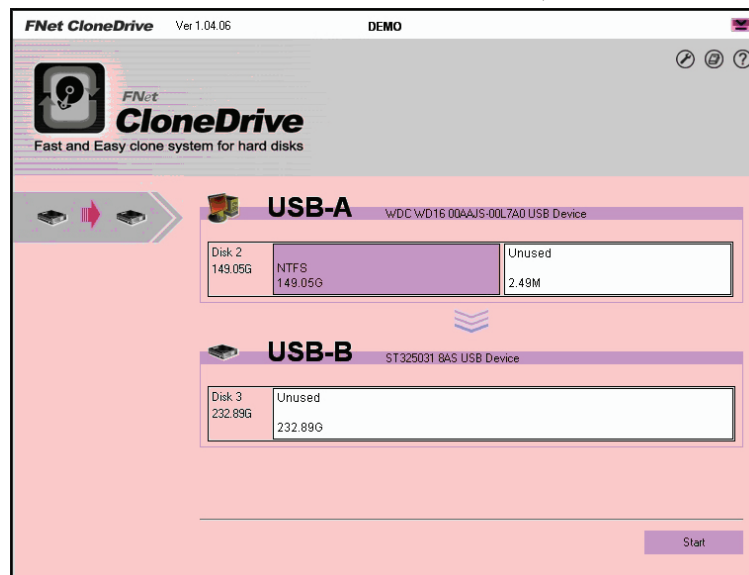 FNet CloneDrive Ver 1.04.06 DEMO
FNet
CloneDrive
Fast and Easy clone system for hard disks
USB-A WDC WD16 00AAJS-00L7A0 USB Device
Disk 2
149.05G
NTFS
149.05G
Unused
2.49M
USB-B ST325031 8AS USB Device
Disk 3
232.89G
Unused
232.89G
Start